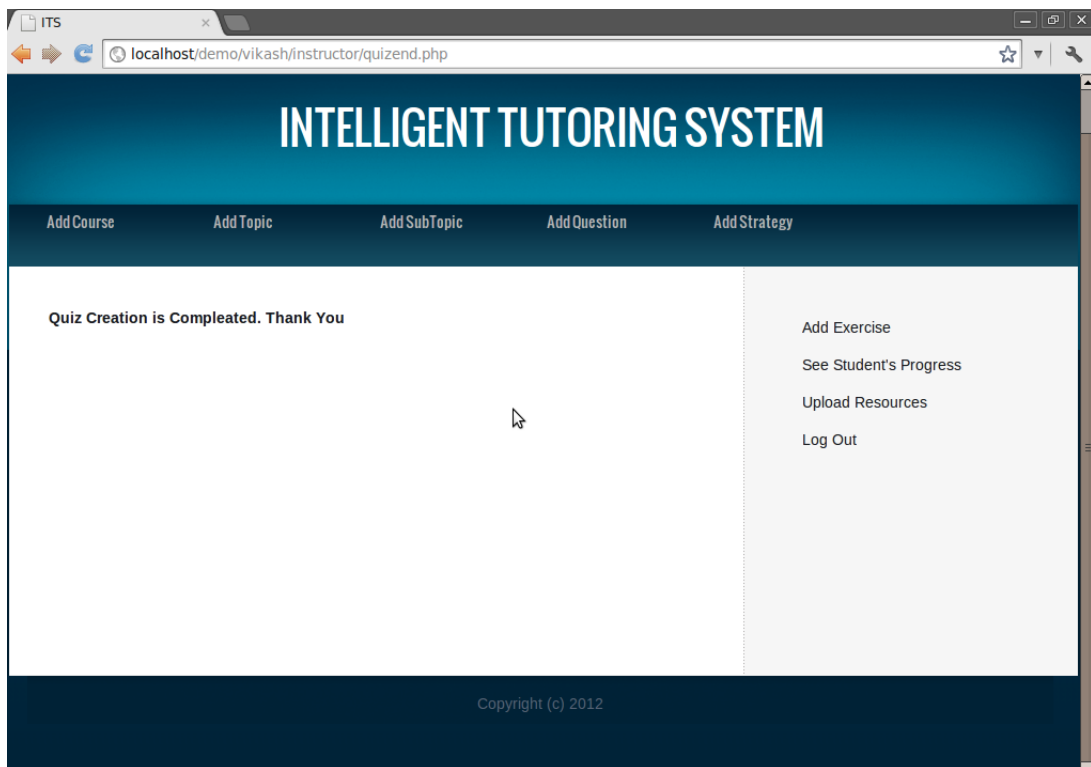 ITS
localhost/demo/vikash/instructor/quizend.php
INTELLIGENT TUTORING SYSTEM
Add Course Add Topic Add SubTopic Add Question Add Strategy
Quiz Creation is Compleated. Thank You
Add Exercise
See Student's Progress
Upload Resources
Log Out
Copyright (c) 2012